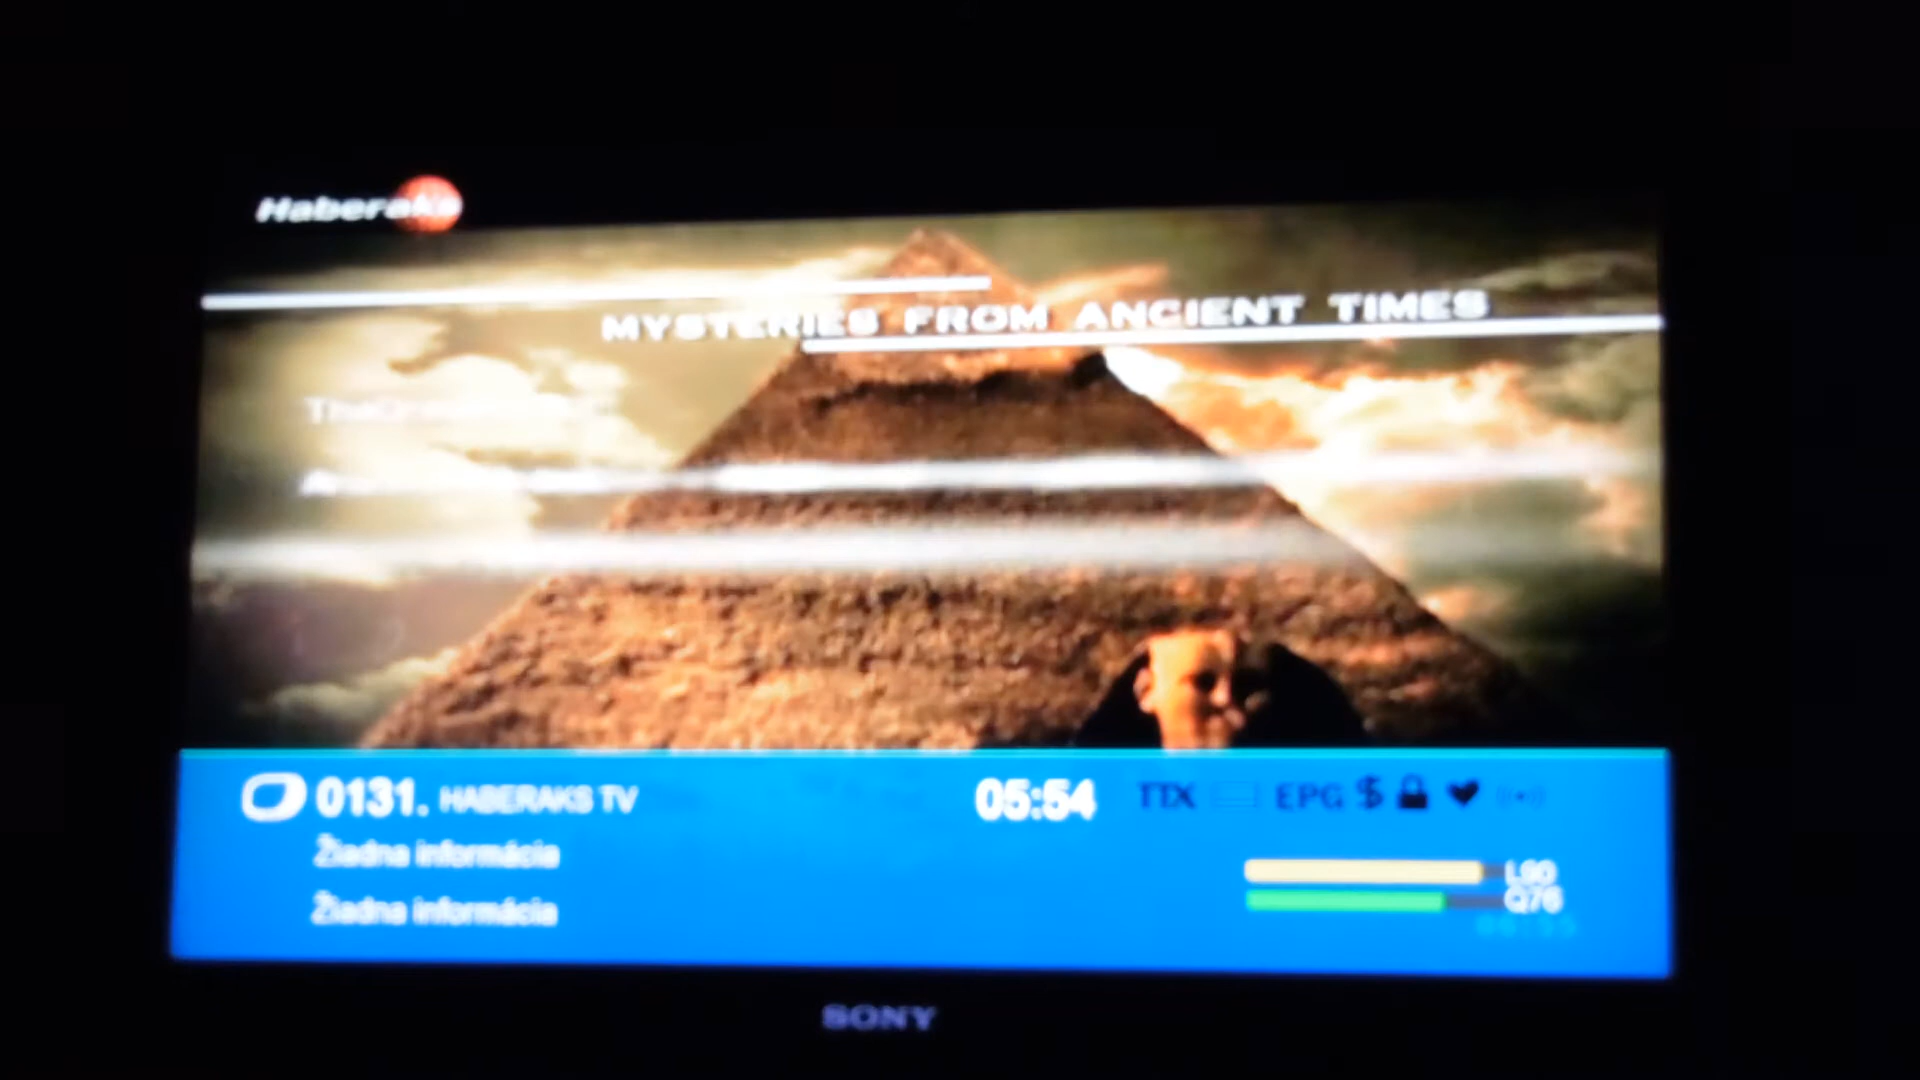 Haberaks
MYSTERIES FROM ANCIENT TIMES
0131. HABERAKS TV
05:54
TTX EPG $
Žiadna informácia
Žiadna informácia
L90
Q76
SONY